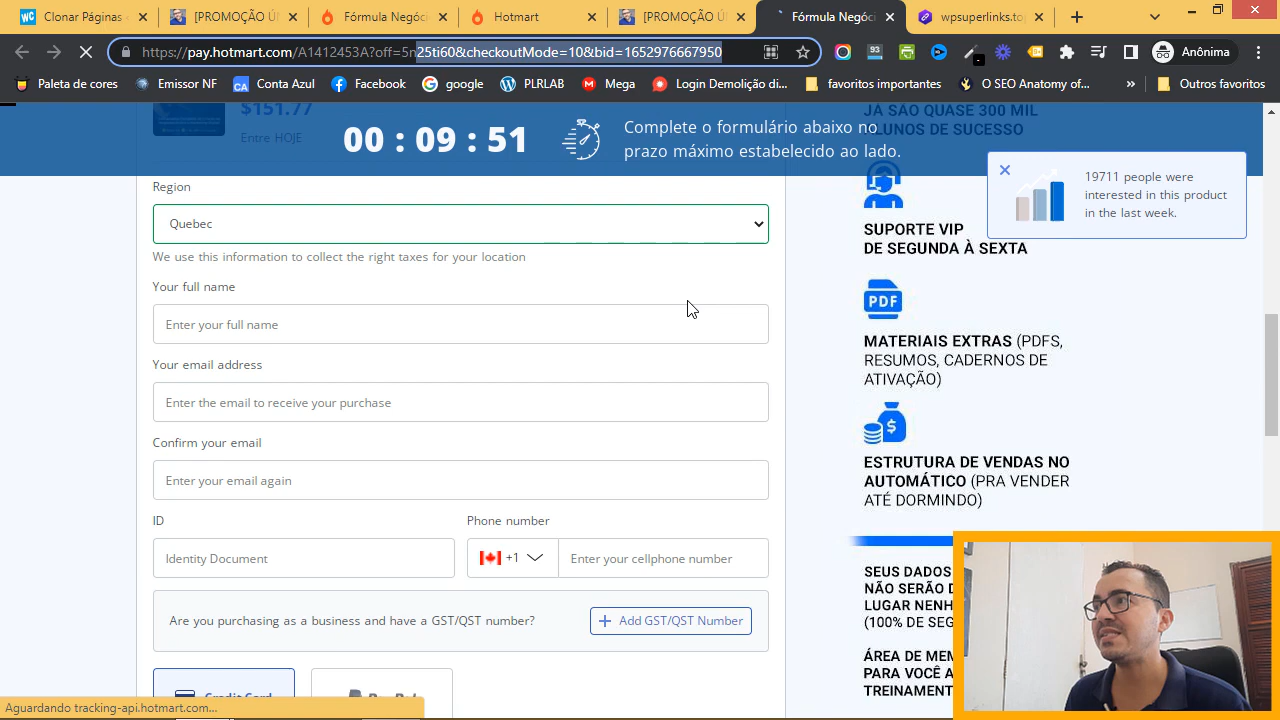 Clonar Páginas e
[PROMOÇÃO ÚN
Fórmula Negóci
Hotmart
[PROMOÇÃO ÚN
Fórmula Negóci
wpsuperlinks.to
https://pay.hotmart.com/A1412453A?off=5n25ti60&checkoutMode=10&bid=1652976667950
93
Anônima
Paleta de cores
Emissor NF
CA
Conta Azul
Facebook
google
PLRLAB
Mega
Login Demolição di...
favoritos importantes
O SEO Anatomy of...
»
Outros favoritos
$151.77
Entre HOJE
00 : 09 : 51
Complete o formulário abaixo no
prazo máximo estabelecido ao lado.
JÁ SÃO QUASE 300 MIL
ALUNOS DE SUCESSO
19711 people were
interested in this product
in the last week.
Region
Quebec
We use this information to collect the right taxes for your location
Your full name
Enter your full name
Your email address
Enter the email to receive your purchase
Confirm your email
Enter your email again
ID
Phone number
Identity Document
+1
Enter your cellphone number
Are you purchasing as a business and have a GST/QST number?
Add GST/QST Number
Credit Card
PayPal
SUPORTE VIP
DE SEGUNDA À SEXTA
PDF
MATERIAIS EXTRAS (PDFS,
RESUMOS, CADERNOS DE
ATIVAÇÃO)
ESTRUTURA DE VENDAS NO
AUTOMÁTICO (PRA VENDER
ATÉ DORMINDO)
SEUS DADOS
NÃO SERÃO D
LUGAR NENH
(100% DE SEG
ÁREA DE MEM
PARA VOCÊ A
TREINAMENT
Aguardando tracking-api.hotmart.com...